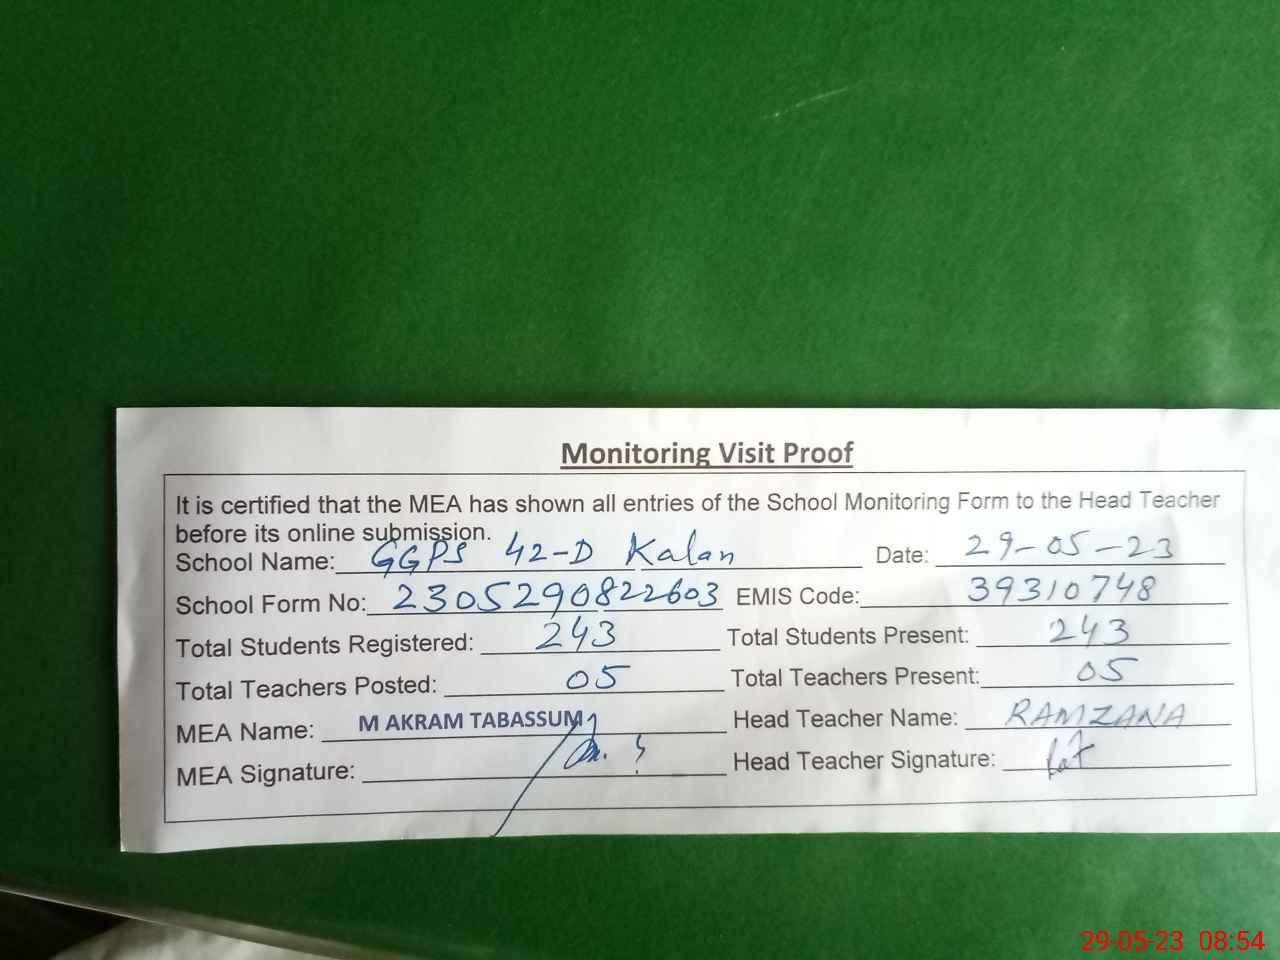 Monitoring Visit Proof
It is certified that the MEA has shown all entries of the School Monitoring Form to the Head Teacher
before its online submission.
School Name: GGPS 42-D Kalan Date: 29-05-23
School Form No: 2305290822603 EMIS Code: 39310748
Total Students Registered: 243 Total Students Present: 243
Total Teachers Posted: 05 Total Teachers Present: 05
MEA Name: M AKRAM TABASSUM Head Teacher Name: RAMZANA
MEA Signature: Head Teacher Signature:
29-05-23 08:54